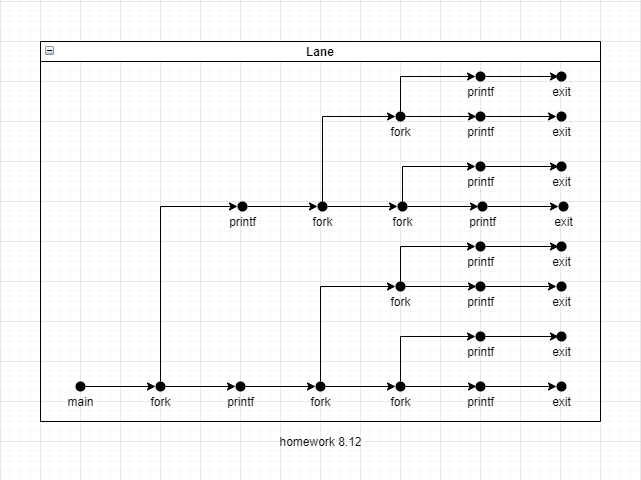 Lane
printf exit
fork printf exit
printf exit
printf fork fork printf exit
printf exit
fork printf exit
printf exit
main fork printf fork fork printf exit
homework 8.12